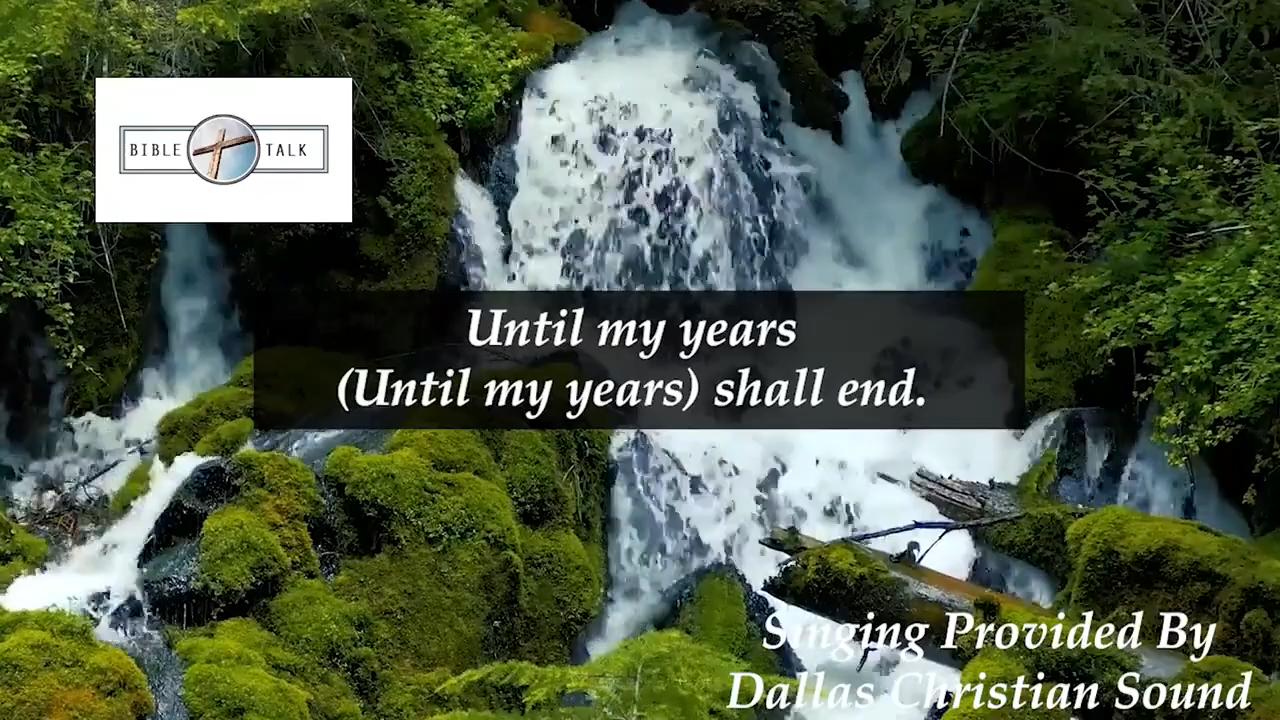 BIBLE TALK
Until my years
(Until my years) shall end.
Singing Provided By
Dallas Christian Sound